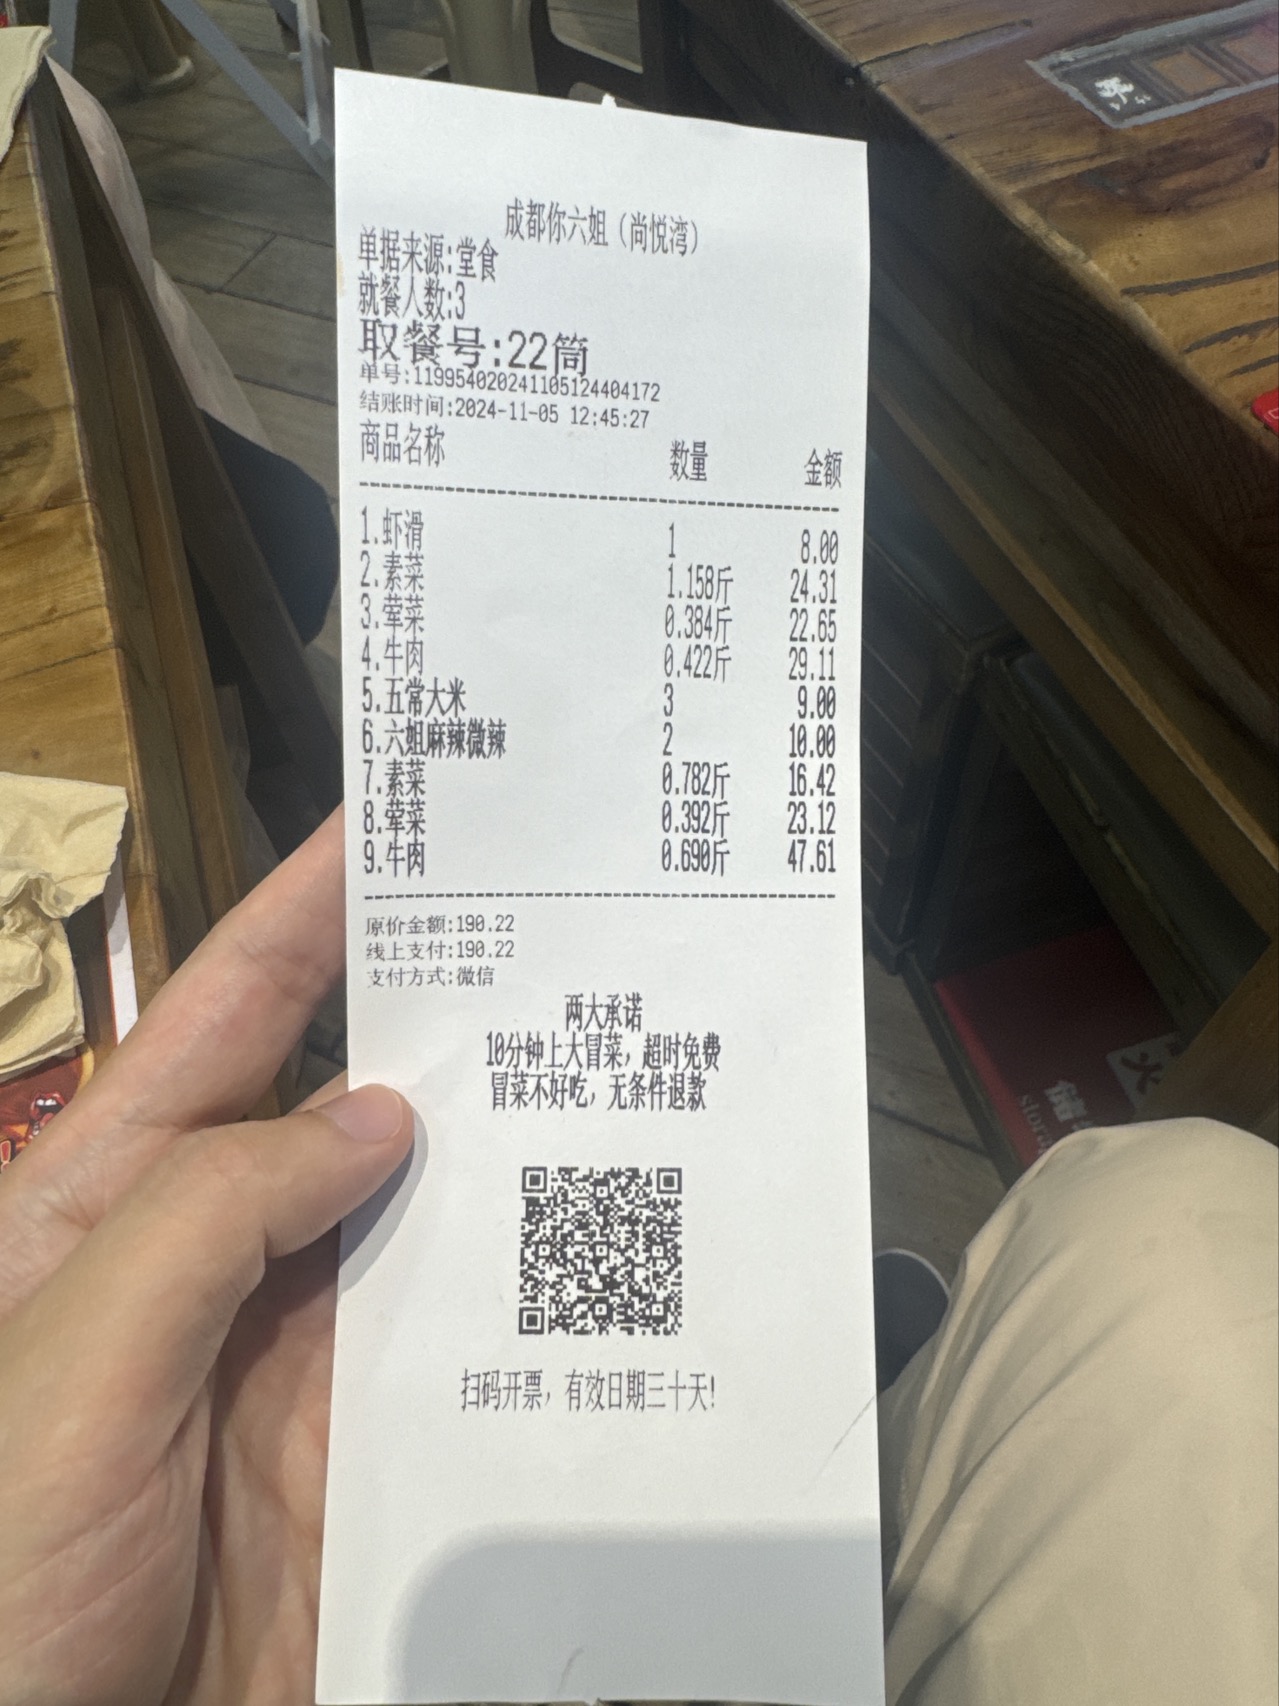 成都你六姐（尚悦湾）
单据来源:堂食
就餐人数:3
取餐号:22筒
单号:11995402024110512440​4172
结账时间:2024-11-05 12:45:27
商品名称 数量 金额
1.虾滑 1 8.00
2.素菜 1.158斤 24.31
3.荤菜 0.384斤 22.65
4.牛肉 0.422斤 29.11
5.五常大米 3 9.00
6.六姐麻辣微辣 2 10.00
7.素菜 0.782斤 16.42
8.荤菜 0.392斤 23.12
9.牛肉 0.690斤 47.61
原价金额:190.22
线上支付:190.22
支付方式:微信
两大承诺
10分钟上大冒菜，超时免费
冒菜不好吃，无条件退款
扫码开票，有效日期三十天!
火
储
stora